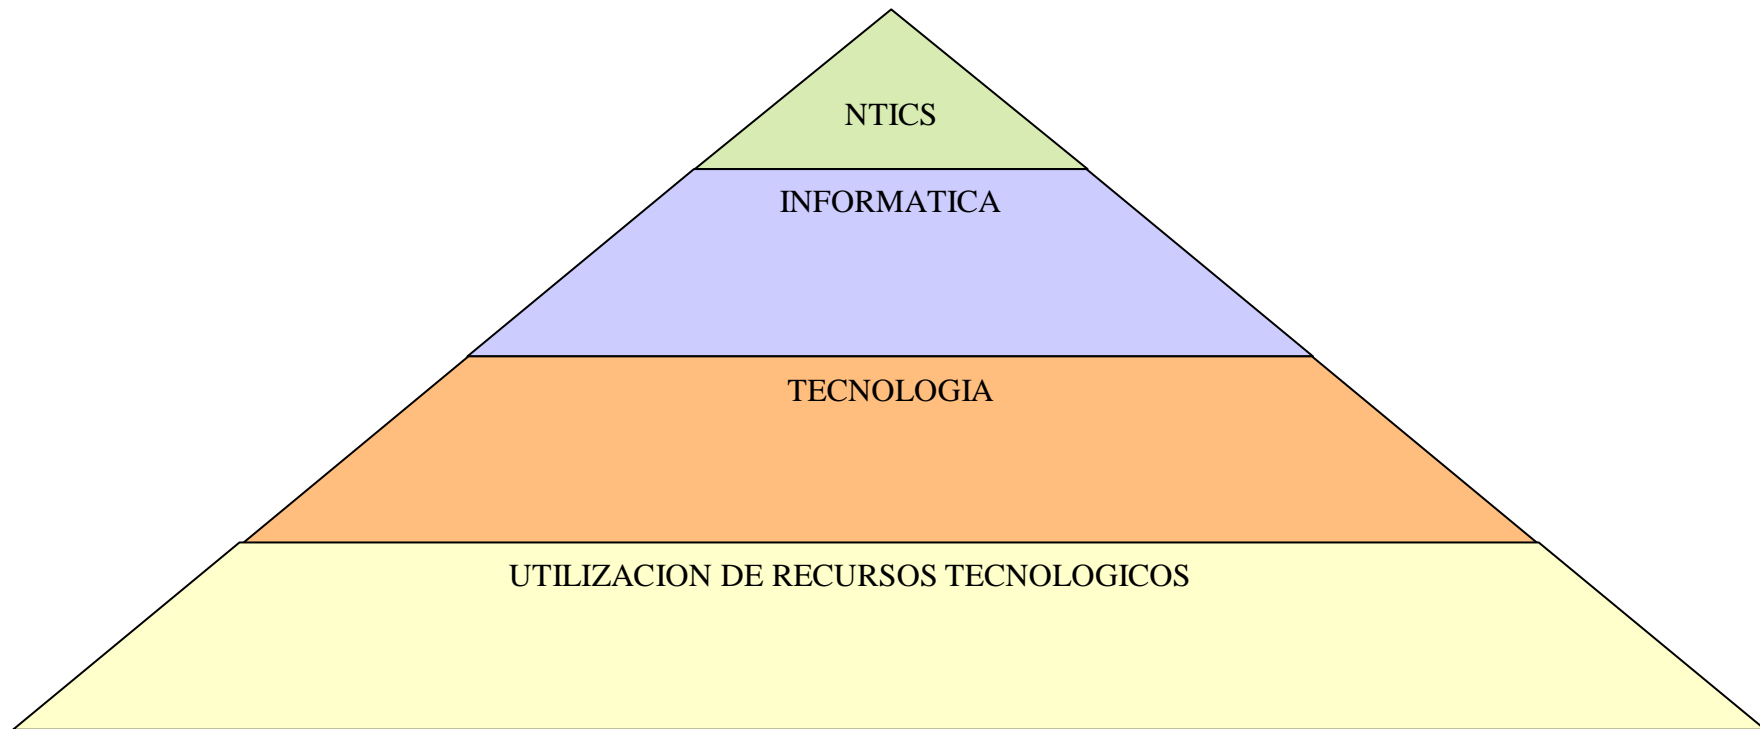 NTICS
INFORMATICA
TECNOLOGIA
UTILIZACION DE RECURSOS TECNOLOGICOS